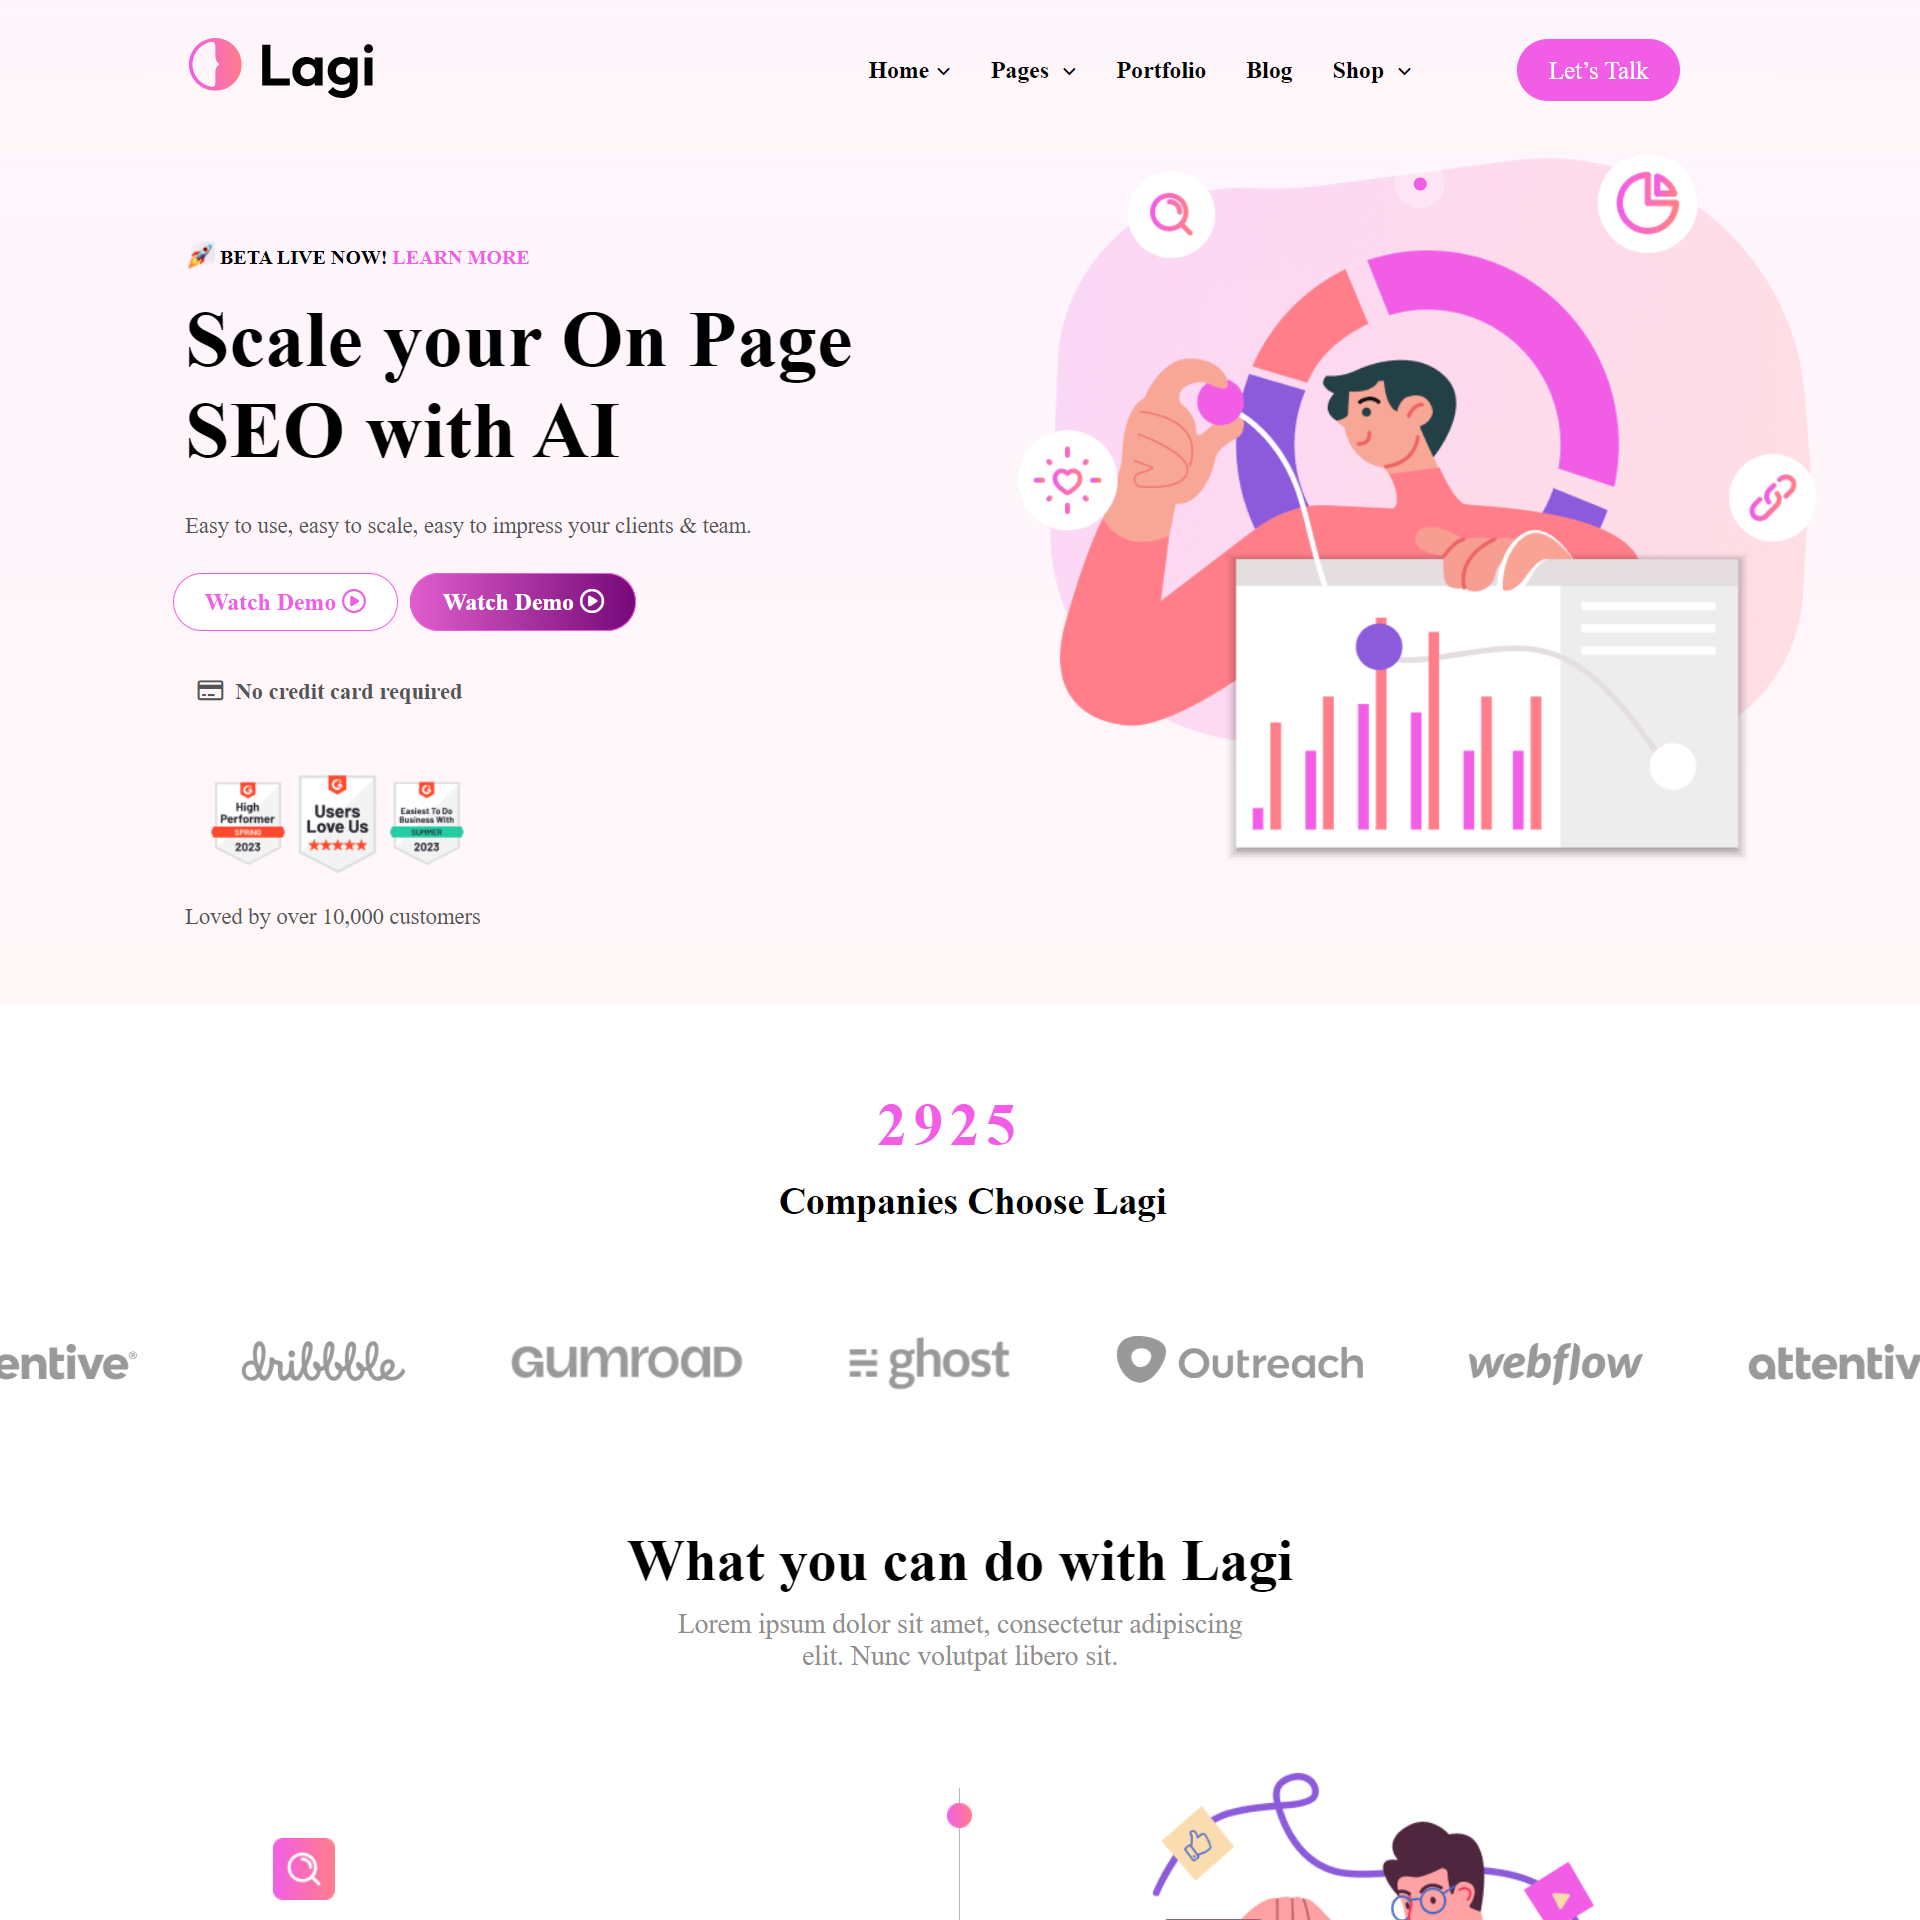 Lagi
Home
Pages
Portfolio
Blog
Shop
Let’s Talk
BETA LIVE NOW! LEARN MORE
Scale your On Page
SEO with AI
Easy to use, easy to scale, easy to impress your clients & team.
Watch Demo
Watch Demo
No credit card required
High
Performer
SPRING
2023
Users
Love Us
Easiest To Do
Business With
SUMMER
2023
Loved by over 10,000 customers
2925
Companies Choose Lagi
entive®
dribbble
Gumroad
ghost
Outreach
webflow
attentiv
What you can do with Lagi
Lorem ipsum dolor sit amet, consectetur adipiscing
elit. Nunc volutpat libero sit.